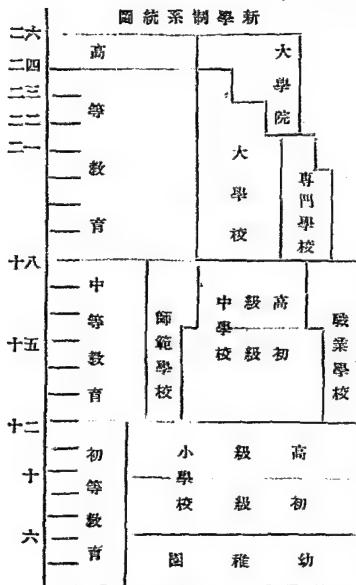 新學制系統圖
二六
二四
二三
二二
二一
十八
十五
十二
十
六
高等教育
中等教育
初等教育
大學院
大學校
專門學校
職業學校
高級
初級
中學校
師範學校
高級
初級
小學校
幼稚園